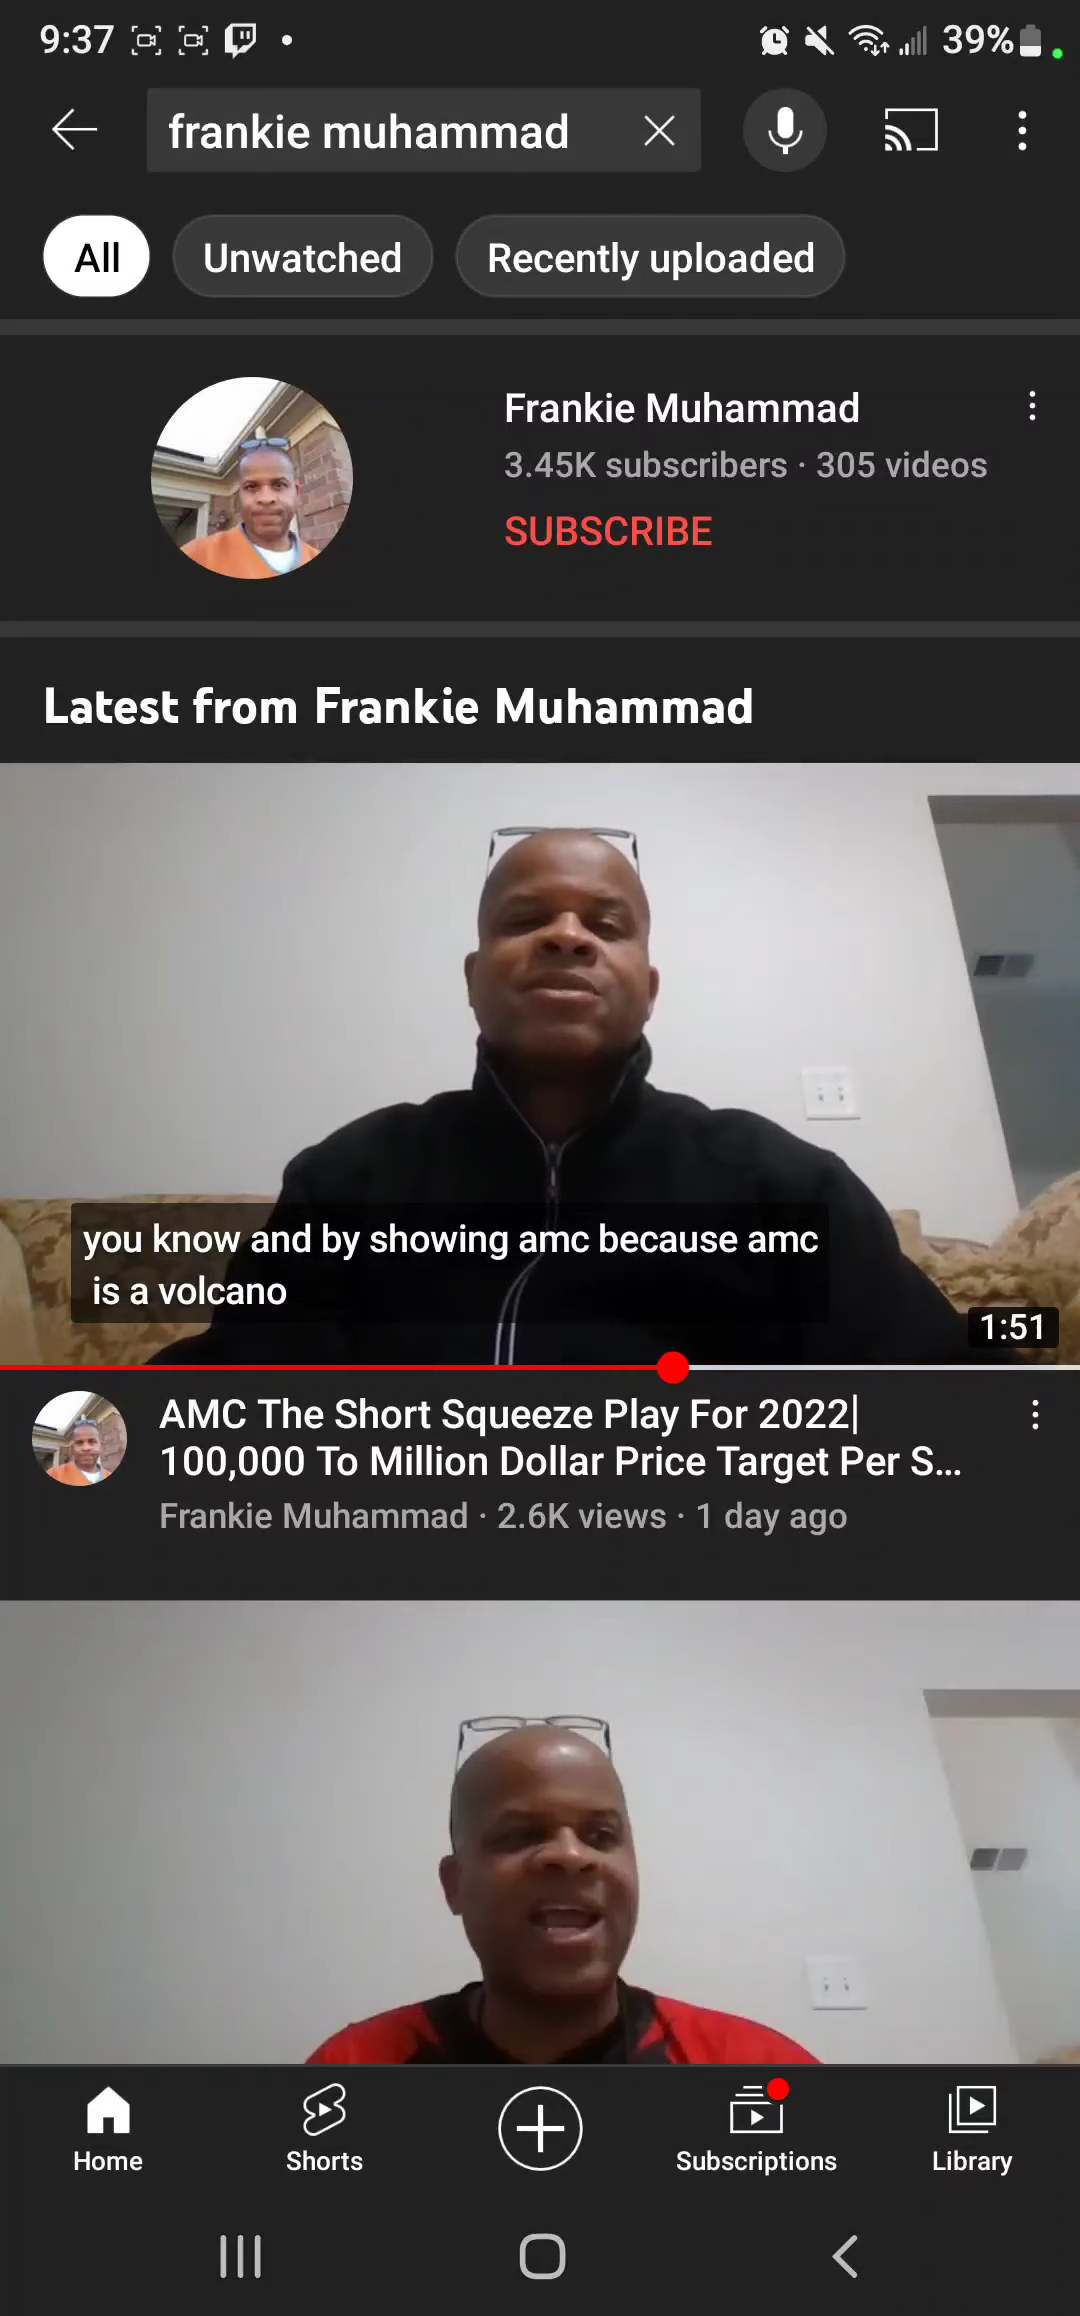 9:37
39%
frankie muhammad
All
Unwatched
Recently uploaded
Frankie Muhammad
3.45K subscribers · 305 videos
SUBSCRIBE
Latest from Frankie Muhammad
you know and by showing amc because amc
is a volcano
1:51
AMC The Short Squeeze Play For 2022|
100,000 To Million Dollar Price Target Per S...
Frankie Muhammad · 2.6K views · 1 day ago
Home
Shorts
Subscriptions
Library